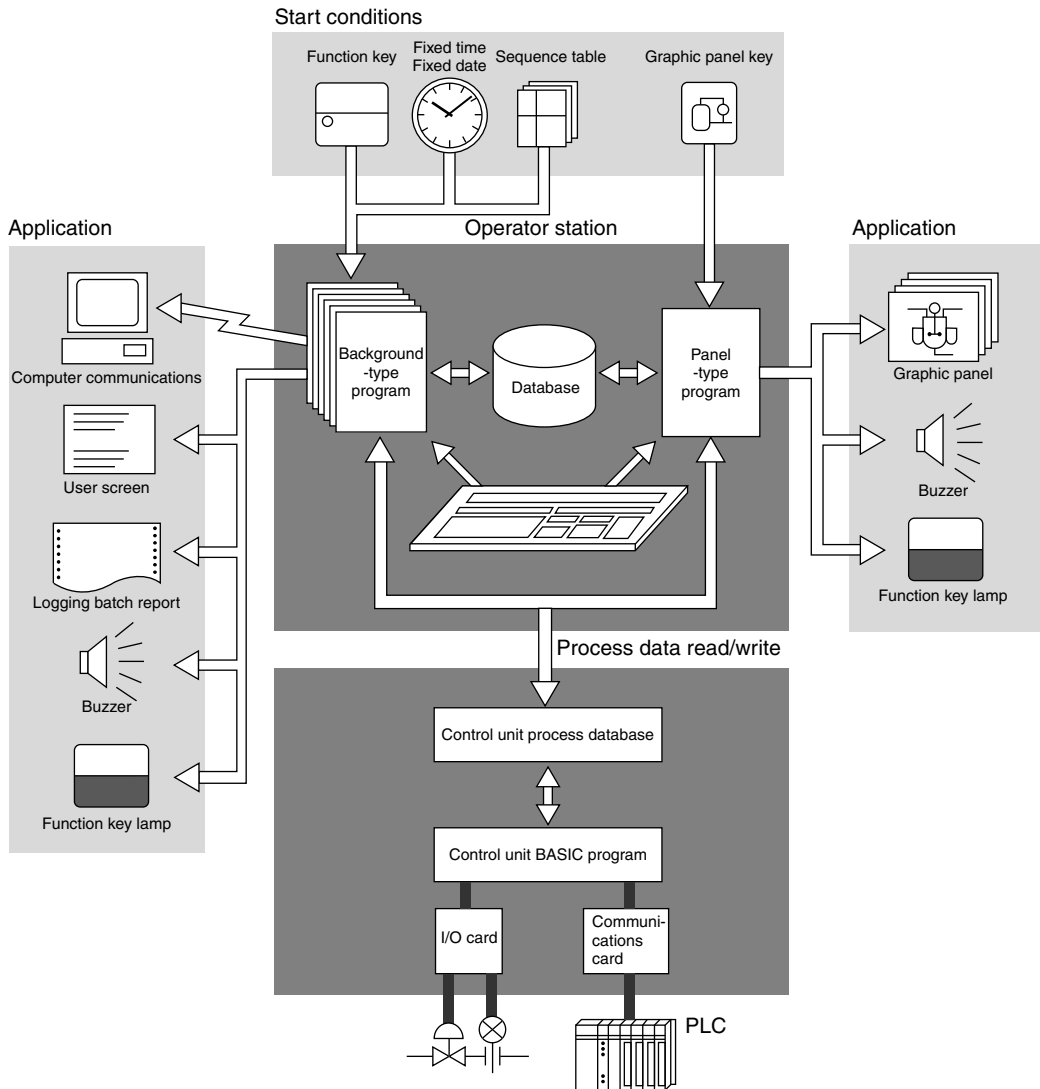 Start conditions
Function key
Fixed time
Fixed date
Sequence table
Graphic panel key
Application
Operator station
Application
Computer communications
User screen
Logging batch report
Buzzer
Function key lamp
Background
-type
program
Database
Panel
-type
program
Graphic panel
Buzzer
Function key lamp
Process data read/write
Control unit process database
Control unit BASIC program
I/O card
Communi-
cations
card
PLC